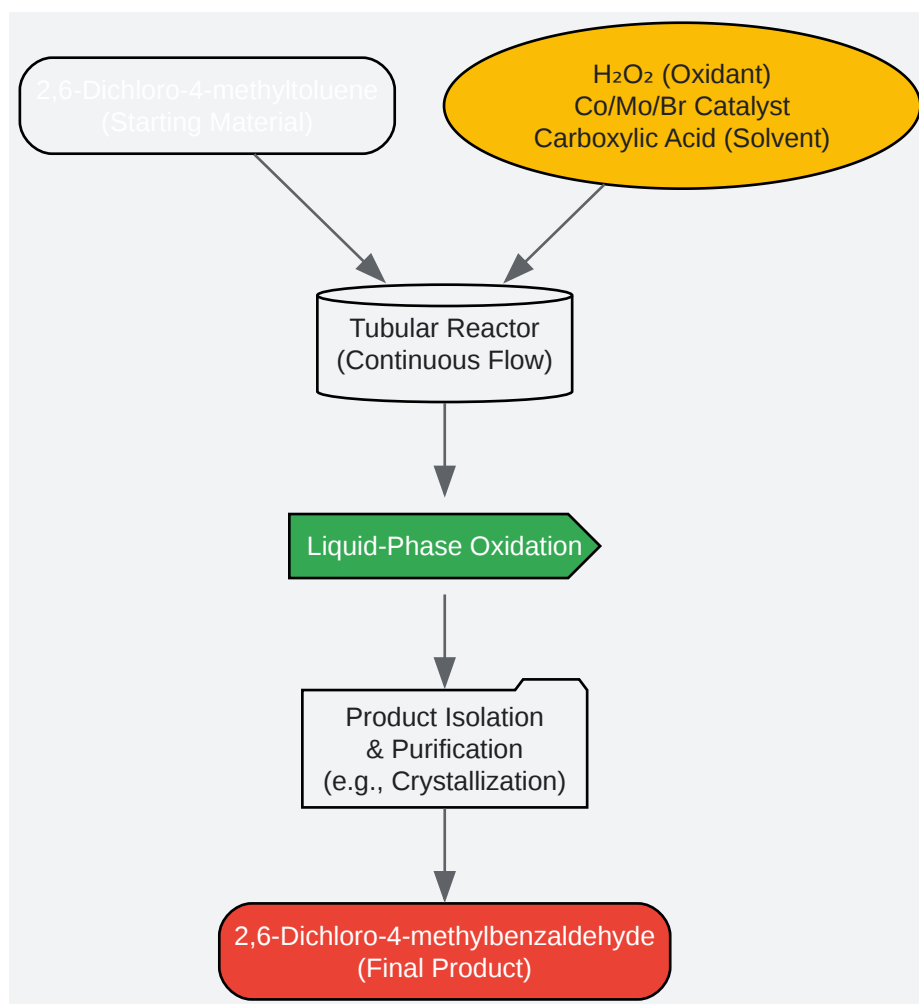 2,6-Dichloro-4-methyltoluene
(Starting Material)
H₂O₂ (Oxidant)
Co/Mo/Br Catalyst
Carboxylic Acid (Solvent)
Tubular Reactor
(Continuous Flow)
Liquid-Phase Oxidation
Product Isolation
& Purification
(e.g., Crystallization)
2,6-Dichloro-4-methylbenzaldehyde
(Final Product)